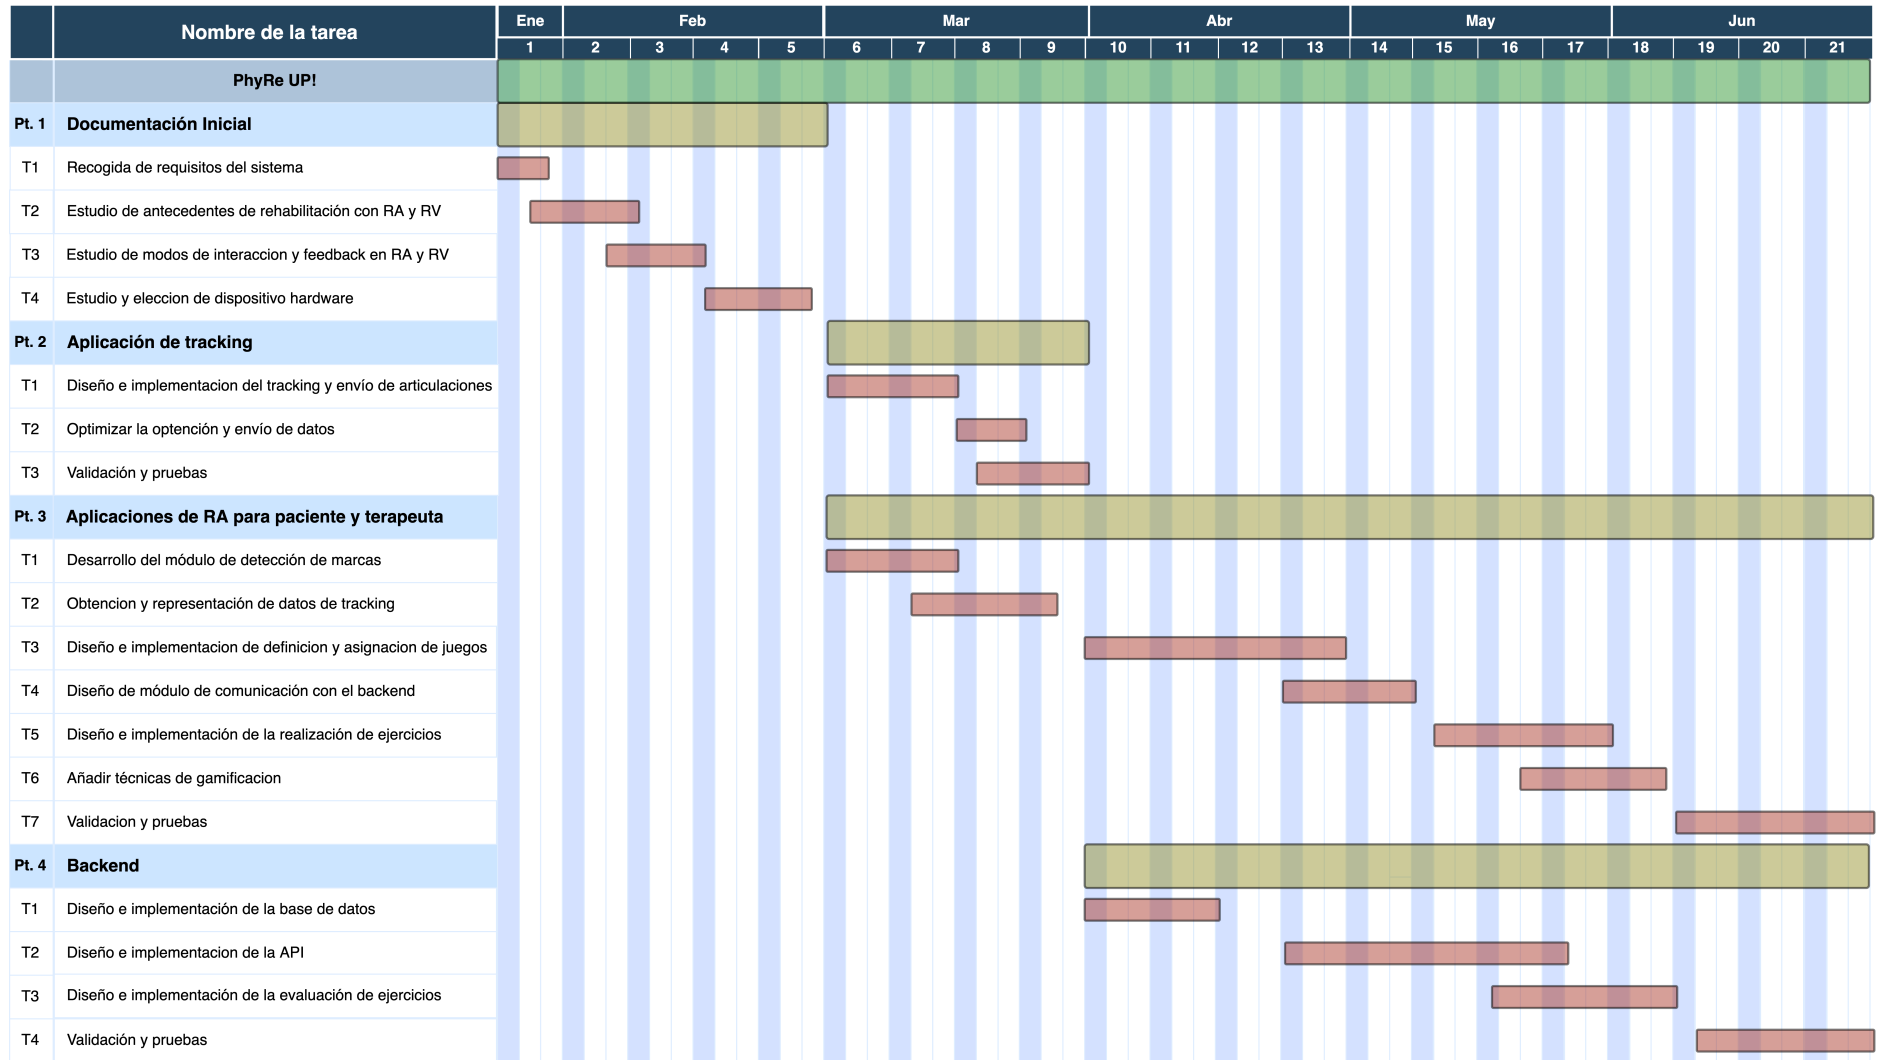 Nombre de la tarea
Ene Feb Mar Abr May Jun
1 2 3 4 5 6 7 8 9 10 11 12 13 14 15 16 17 18 19 20 21
PhyRe UP!
Pt. 1 Documentación Inicial
T1 Recogida de requisitos del sistema
T2 Estudio de antecedentes de rehabilitación con RA y RV
T3 Estudio de modos de interaccion y feedback en RA y RV
T4 Estudio y eleccion de dispositivo hardware
Pt. 2 Aplicación de tracking
T1 Diseño e implementacion del tracking y envío de articulaciones
T2 Optimizar la optención y envío de datos
T3 Validación y pruebas
Pt. 3 Aplicaciones de RA para paciente y terapeuta
T1 Desarrollo del módulo de detección de marcas
T2 Obtencion y representación de datos de tracking
T3 Diseño e implementacion de definicion y asignacion de juegos
T4 Diseño de módulo de comunicación con el backend
T5 Diseño e implementación de la realización de ejercicios
T6 Añadir técnicas de gamificacion
T7 Validacion y pruebas
Pt. 4 Backend
T1 Diseño e implementación de la base de datos
T2 Diseño e implementacion de la API
T3 Diseño e implementación de la evaluación de ejercicios
T4 Validación y pruebas